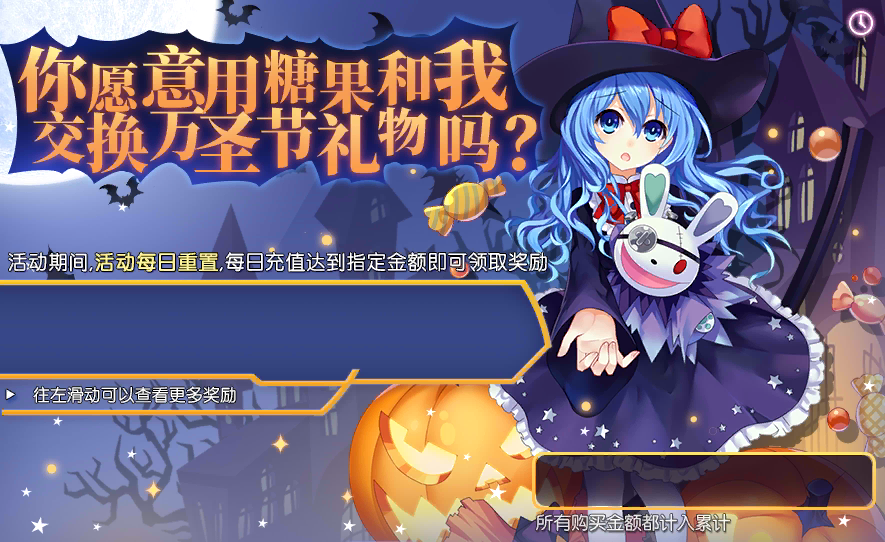 你愿意用糖果和我
交换万圣节礼物吗？
活动期间,活动每日重置,每日充值达到指定金额即可领取奖励
往左滑动可以查看更多奖励
所有购买金额都计入累计